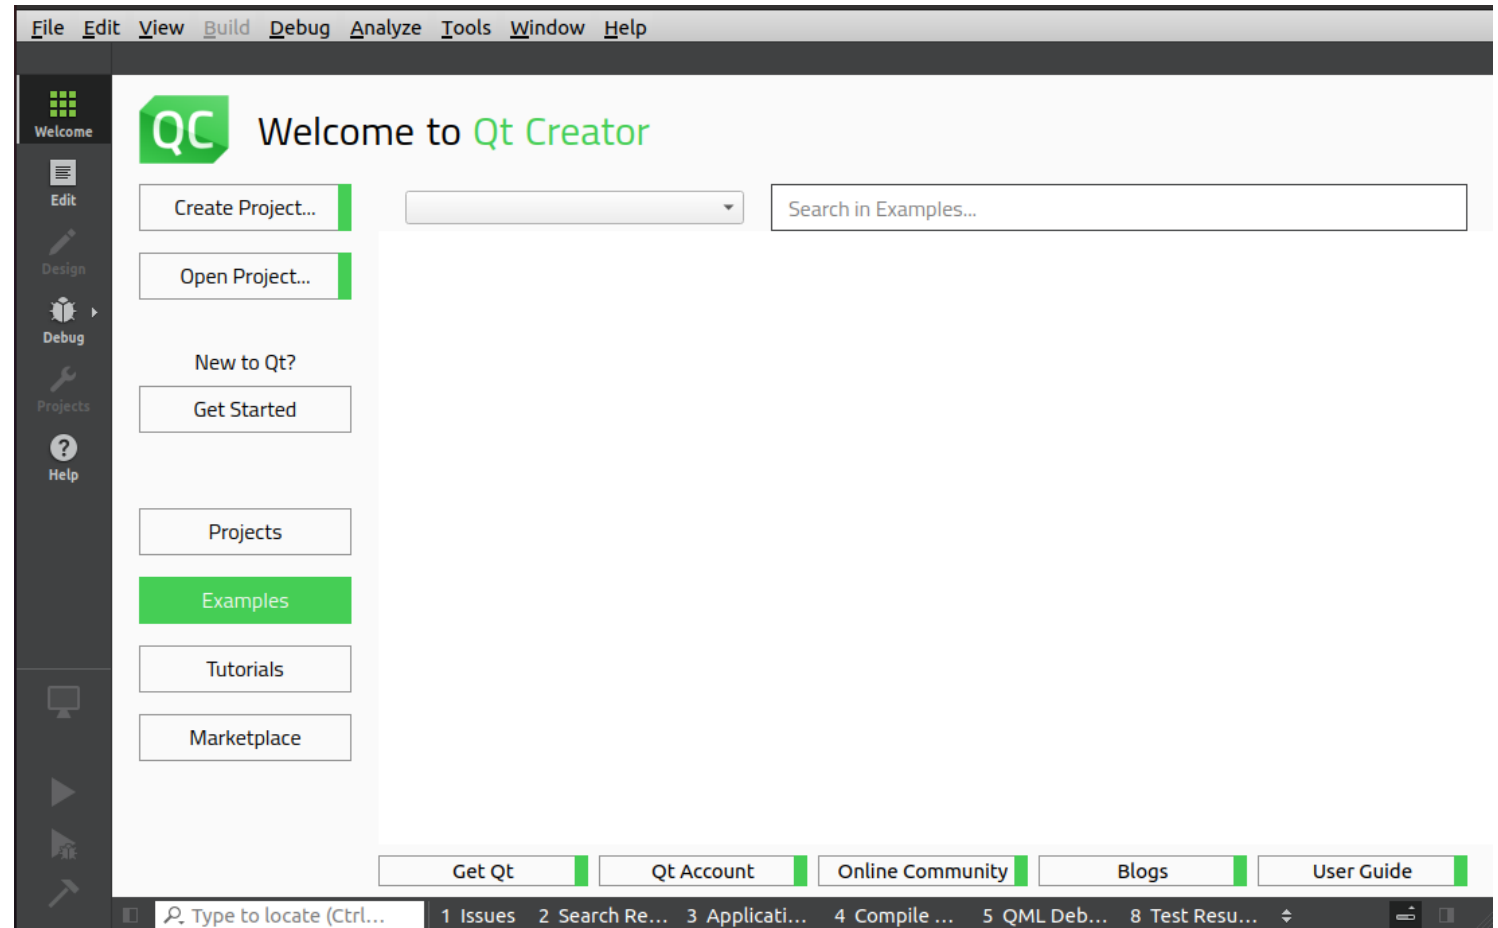 File Edit View Build Debug Analyze Tools Window Help
Welcome
Edit
Design
Debug
Projects
Help
QC
Welcome to Qt Creator
Create Project...
Search in Examples...
Open Project...
New to Qt?
Get Started
Projects
Examples
Tutorials
Marketplace
Get Qt
Qt Account
Online Community
Blogs
User Guide
Type to locate (Ctrl...
1 Issues
2 Search Re...
3 Applicati...
4 Compile ...
5 QML Deb...
8 Test Resu...